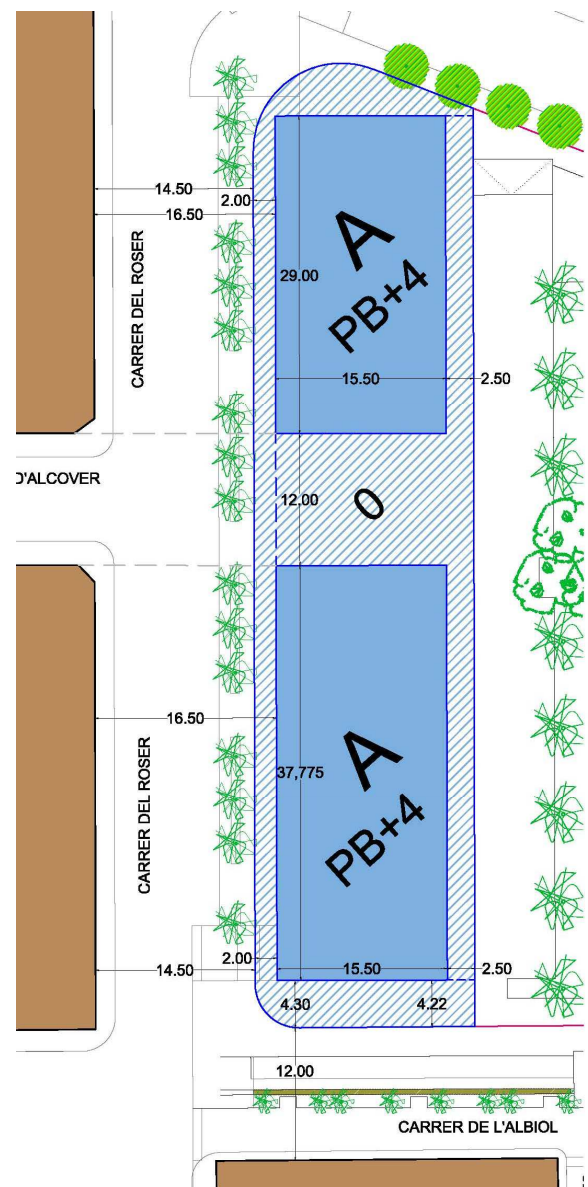 14.50
2.00
16.50
CARRER DEL ROSER
29.00
A
PB+4
15.50
2.50
D'ALCOVER
12.00
0
16.50
CARRER DEL ROSER
37,775
A
PB+4
2.00
14.50
15.50
2.50
4.30
4.22
12.00
CARRER DE L'ALBIOL